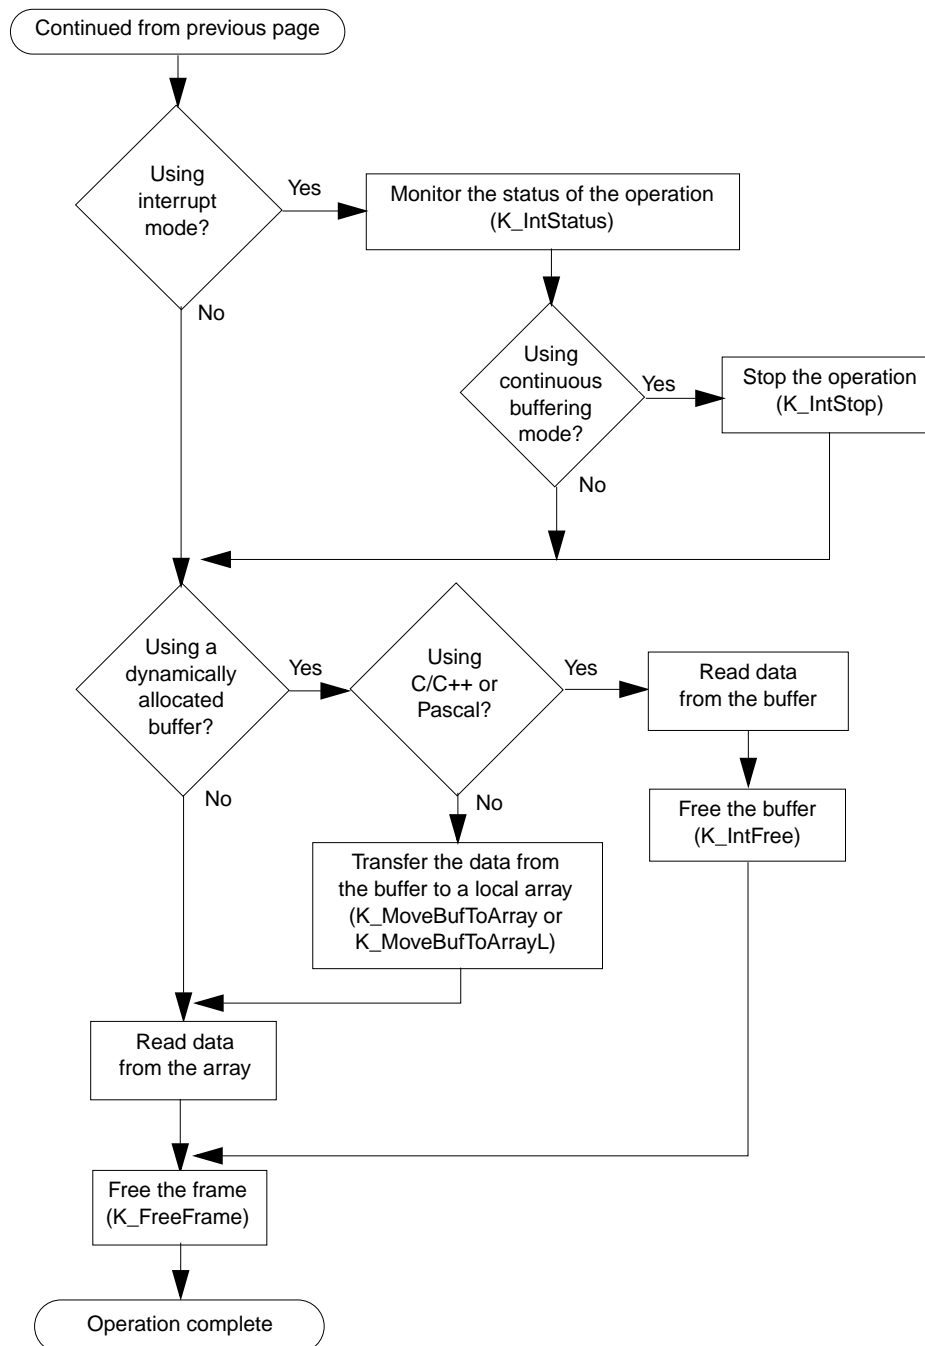 Continued from previous page
Using
interrupt
mode?
Yes
Monitor the status of the operation
(K_IntStatus)
No
Using
continuous
buffering
mode?
Yes
Stop the operation
(K_IntStop)
No
Using a
dynamically
allocated
buffer?
Yes
Using
C/C++ or
Pascal?
Yes
Read data
from the buffer
No
No
Free the buffer
(K_IntFree)
Transfer the data from
the buffer to a local array
(K_MoveBufToArray or
K_MoveBufToArrayL)
Read data
from the array
Free the frame
(K_FreeFrame)
Operation complete